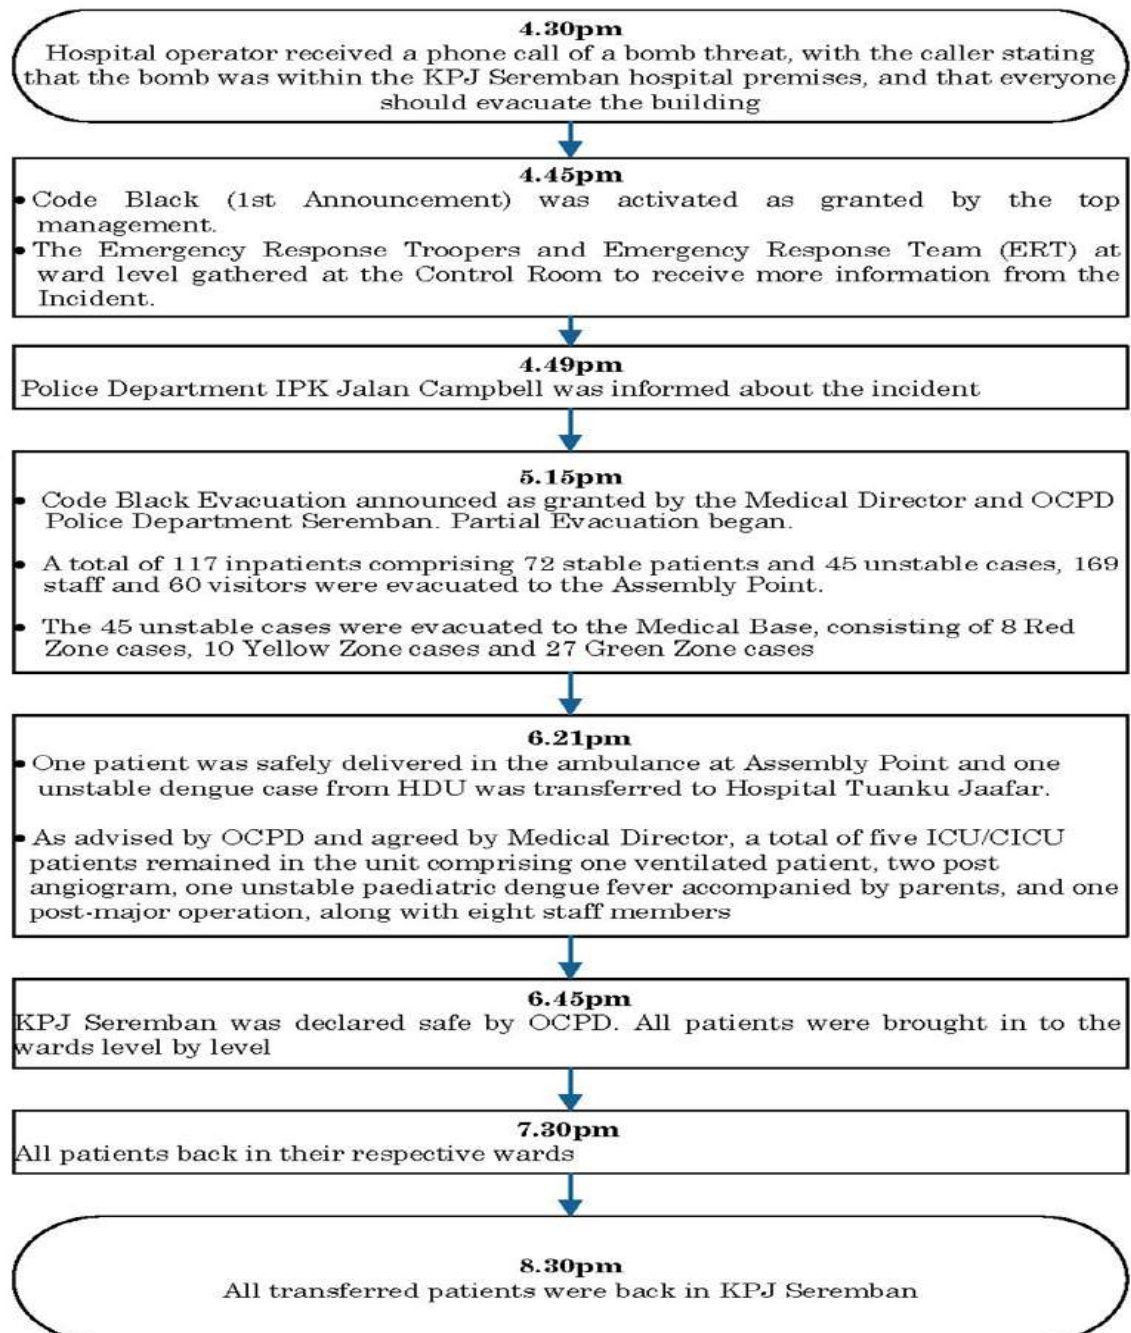 4.30pm
Hospital operator received a phone call of a bomb threat, with the caller stating
that the bomb was within the KPJ Seremban hospital premises, and that everyone
should evacuate the building
4.45pm
• Code Black (1st Announcement) was activated as granted by the top
management.
• The Emergency Response Troopers and Emergency Response Team (ERT) at
ward level gathered at the Control Room to receive more information from the
Incident.
4.49pm
Police Department IPK Jalan Campbell was informed about the incident
5.15pm
• Code Black Evacuation announced as granted by the Medical Director and OCPD
Police Department Seremban. Partial Evacuation began.
• A total of 117 inpatients comprising 72 stable patients and 45 unstable cases, 169
staff and 60 visitors were evacuated to the Assembly Point.
• The 45 unstable cases were evacuated to the Medical Base, consisting of 8 Red
Zone cases, 10 Yellow Zone cases and 27 Green Zone cases
6.21pm
• One patient was safely delivered in the ambulance at Assembly Point and one
unstable dengue case from HDU was transferred to Hospital Tuanku Jaafar.
• As advised by OCPD and agreed by Medical Director, a total of five ICU/CICU
patients remained in the unit comprising one ventilated patient, two post
angiogram, one unstable paediatric dengue fever accompanied by parents, and one
post-major operation, along with eight staff members
6.45pm
KPJ Seremban was declared safe by OCPD. All patients were brought in to the
wards level by level
7.30pm
All patients back in their respective wards
8.30pm
All transferred patients were back in KPJ Seremban